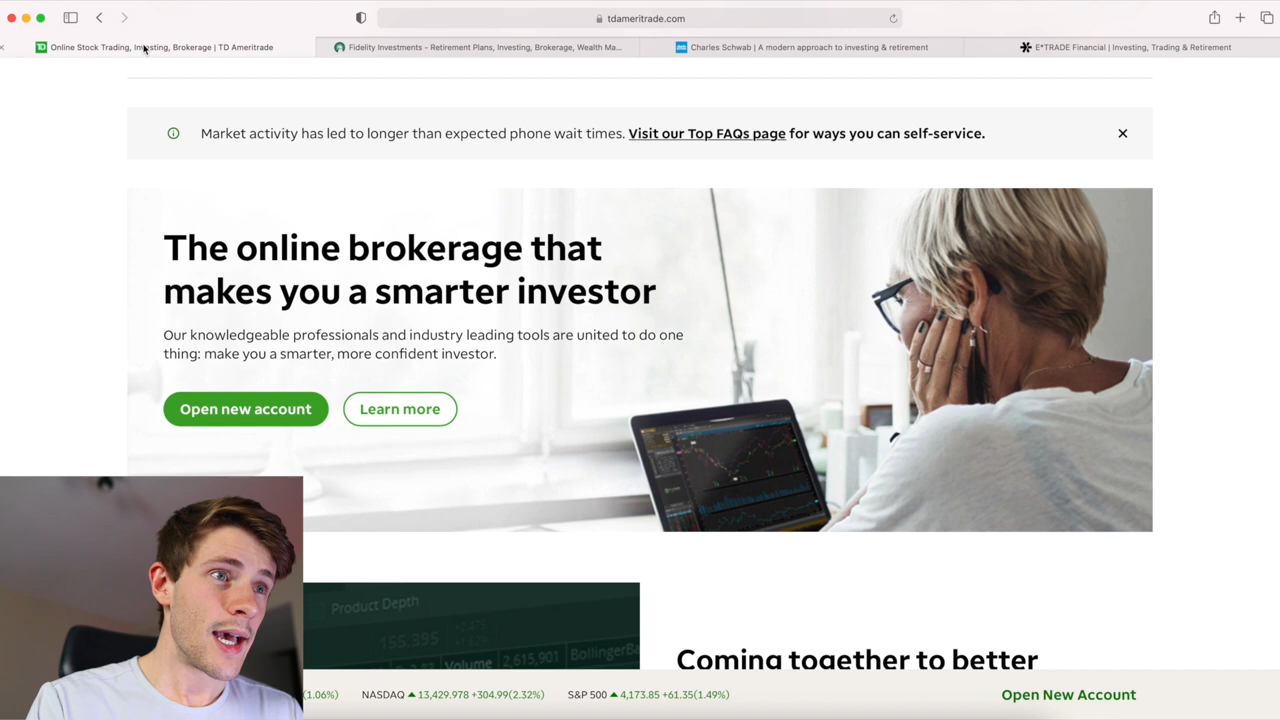 tdameritrade.com
Online Stock Trading, Investing, Brokerage | TD Ameritrade
Fidelity Investments - Retirement Plans, Investing, Brokerage, Wealth Ma...
Charles Schwab | A modern approach to investing & retirement
E*TRADE Financial | Investing, Trading & Retirement
Market activity has led to longer than expected phone wait times. Visit our Top FAQs page for ways you can self-service.
The online brokerage that
makes you a smarter investor
Our knowledgeable professionals and industry leading tools are united to do one
thing: make you a smarter, more confident investor.
Open new account
Learn more
Product Depth
155.395
+2.475
+1.62%
Volume
2,615,901
Coming together to better
(1.06%)
NASDAQ 13,429.978 +304.99(2.32%)
S&P 500 4,173.85 +61.35(1.49%)
Open New Account